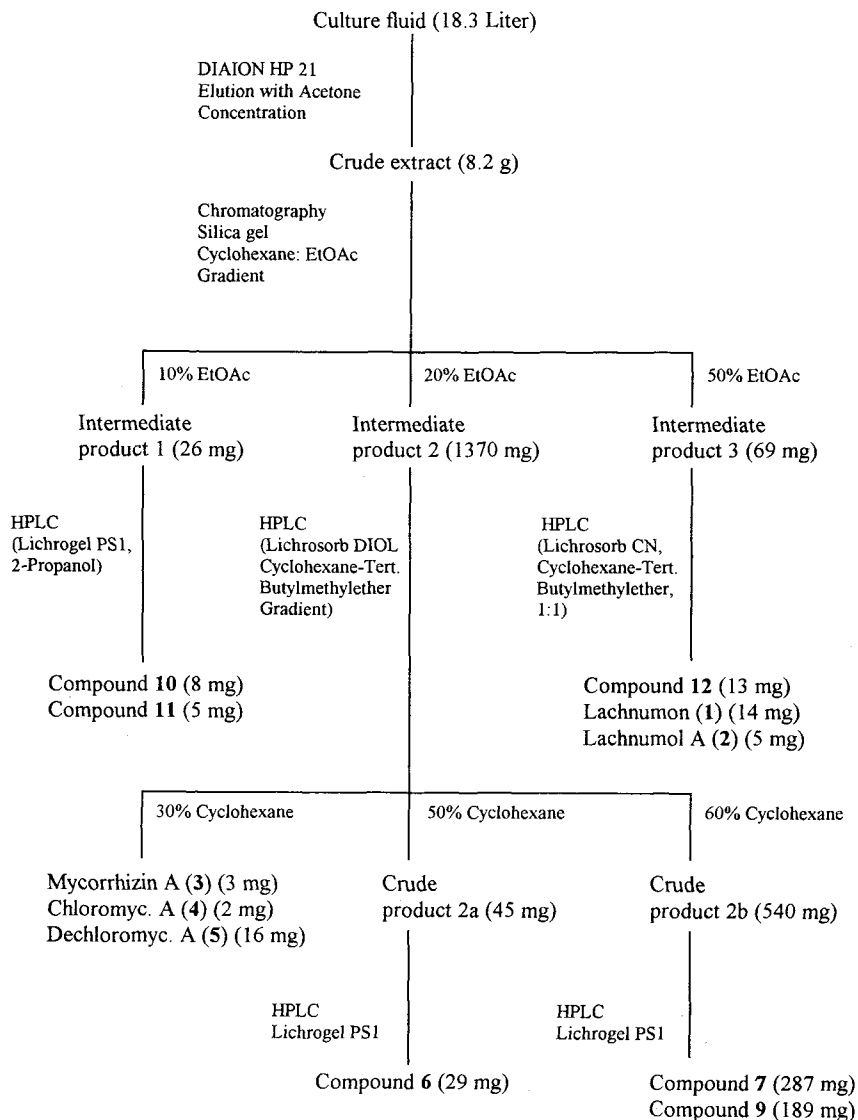 Culture fluid (18.3 Liter)
DIAION HP 21
Elution with Acetone
Concentration
Crude extract (8.2 g)
Chromatography
Silica gel
Cyclohexane: EtOAc
Gradient
10% EtOAc
20% EtOAc
50% EtOAc
Intermediate
product 1 (26 mg)
Intermediate
product 2 (1370 mg)
Intermediate
product 3 (69 mg)
HPLC
(Lichrogel PS1,
2-Propanol)
HPLC
(Lichrosorb DIOL
Cyclohexane-Tert.
Butylmethylether
Gradient)
HPLC
(Lichrosorb CN,
Cyclohexane-Tert.
Butylmethylether,
1:1)
Compound 10 (8 mg)
Compound 11 (5 mg)
Compound 12 (13 mg)
Lachnumon (1) (14 mg)
Lachnumol A (2) (5 mg)
30% Cyclohexane
50% Cyclohexane
60% Cyclohexane
Mycorrhizin A (3) (3 mg)
Chloromyc. A (4) (2 mg)
Dechloromyc. A (5) (16 mg)
Crude
product 2a (45 mg)
Crude
product 2b (540 mg)
HPLC
Lichrogel PS1
HPLC
Lichrogel PS1
Compound 6 (29 mg)
Compound 7 (287 mg)
Compound 9 (189 mg)